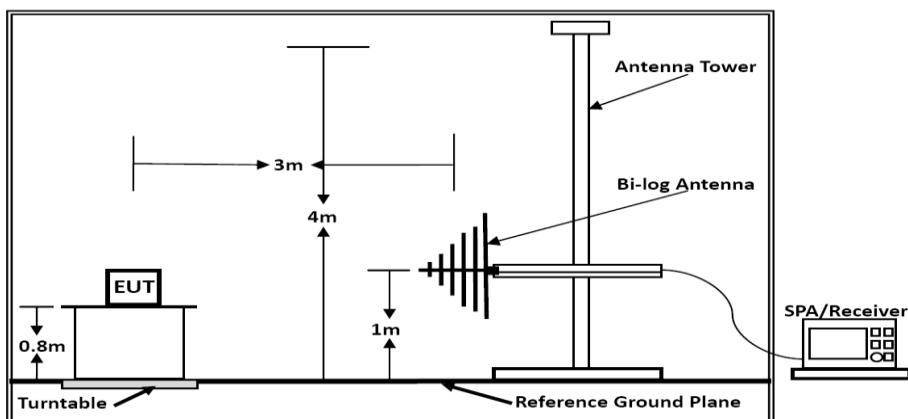 Antenna Tower
3m
Bi-log Antenna
4m
EUT
SPA/Receiver
0.8m
1m
Turntable
Reference Ground Plane